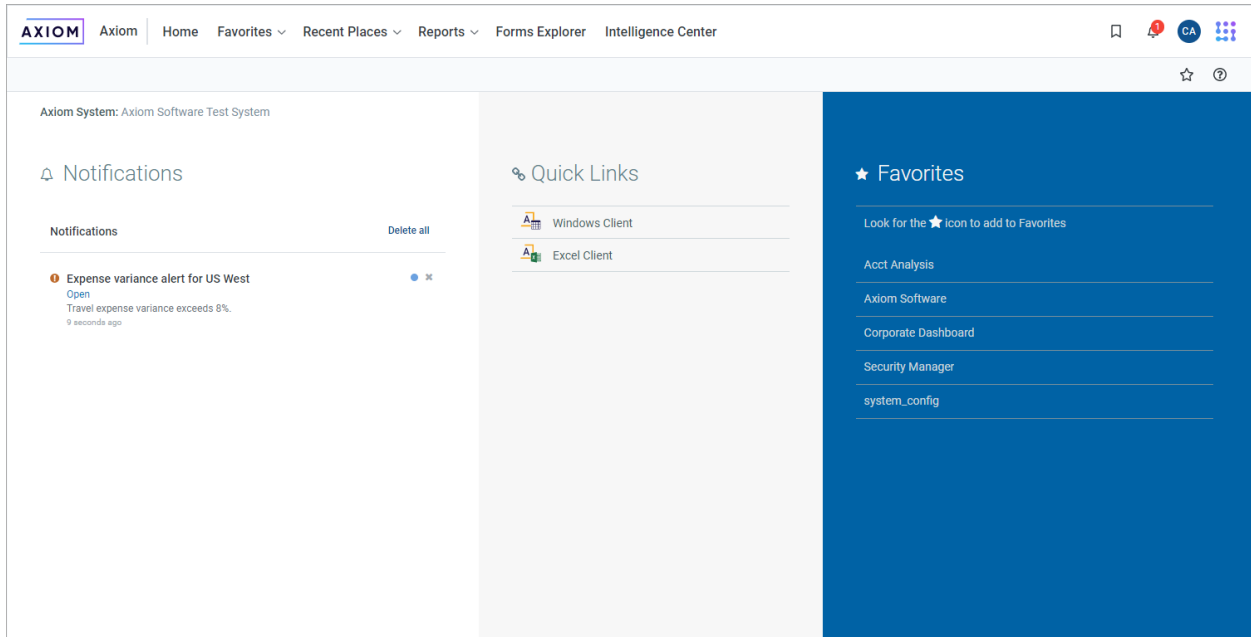 AXIOM Axiom Home Favorites Recent Places Reports Forms Explorer Intelligence Center 1 CA
Axiom System: Axiom Software Test System
Notifications
Notifications Delete all
Expense variance alert for US West
Open
Travel expense variance exceeds 8%.
9 seconds ago
Quick Links
Windows Client
Excel Client
Favorites
Look for the icon to add to Favorites
Acct Analysis
Axiom Software
Corporate Dashboard
Security Manager
system_config